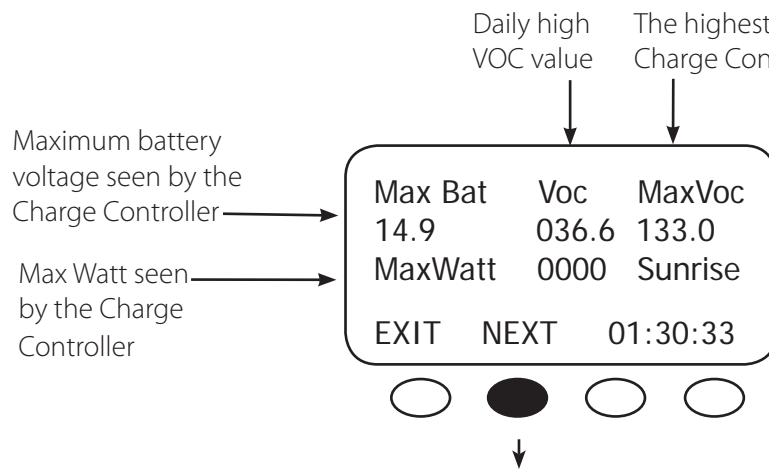 Daily high
VOC value
The highest
Charge Con
Maximum battery
voltage seen by the
Charge Controller
Max Watt seen
by the Charge
Controller
Max Bat Voc MaxVoc
14.9 036.6 133.0
MaxWatt 0000 Sunrise
EXIT NEXT 01:30:33